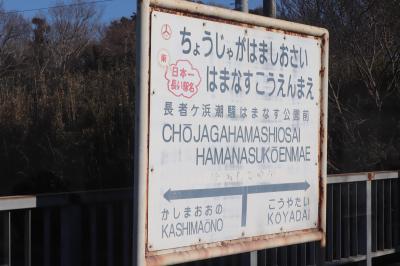 ちょうじゃがはましおさい
はまなすこうえんまえ
日本一
長い駅名
長者ヶ浜潮騒はまなす公園前
CHŌJAGAHAMASHIOSAI
HAMANASUKŌENMAE
かしまおおの
KASHIMAŌNO
こうやだい
KŌYADAI